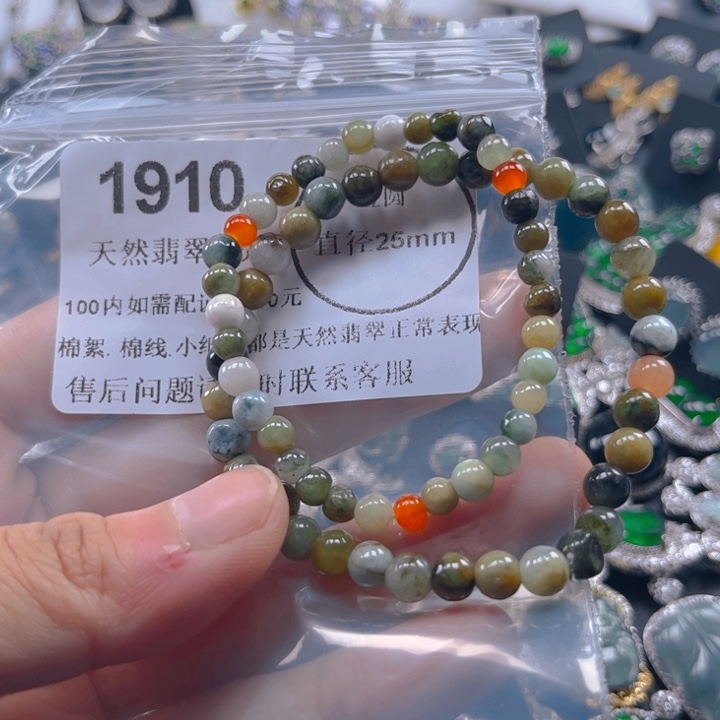 1910
天然翡翠 圆
直径25mm
100内如需配 0元
棉絮.棉线.小 都是天然翡翠正常表现
售后问题 时联系客服